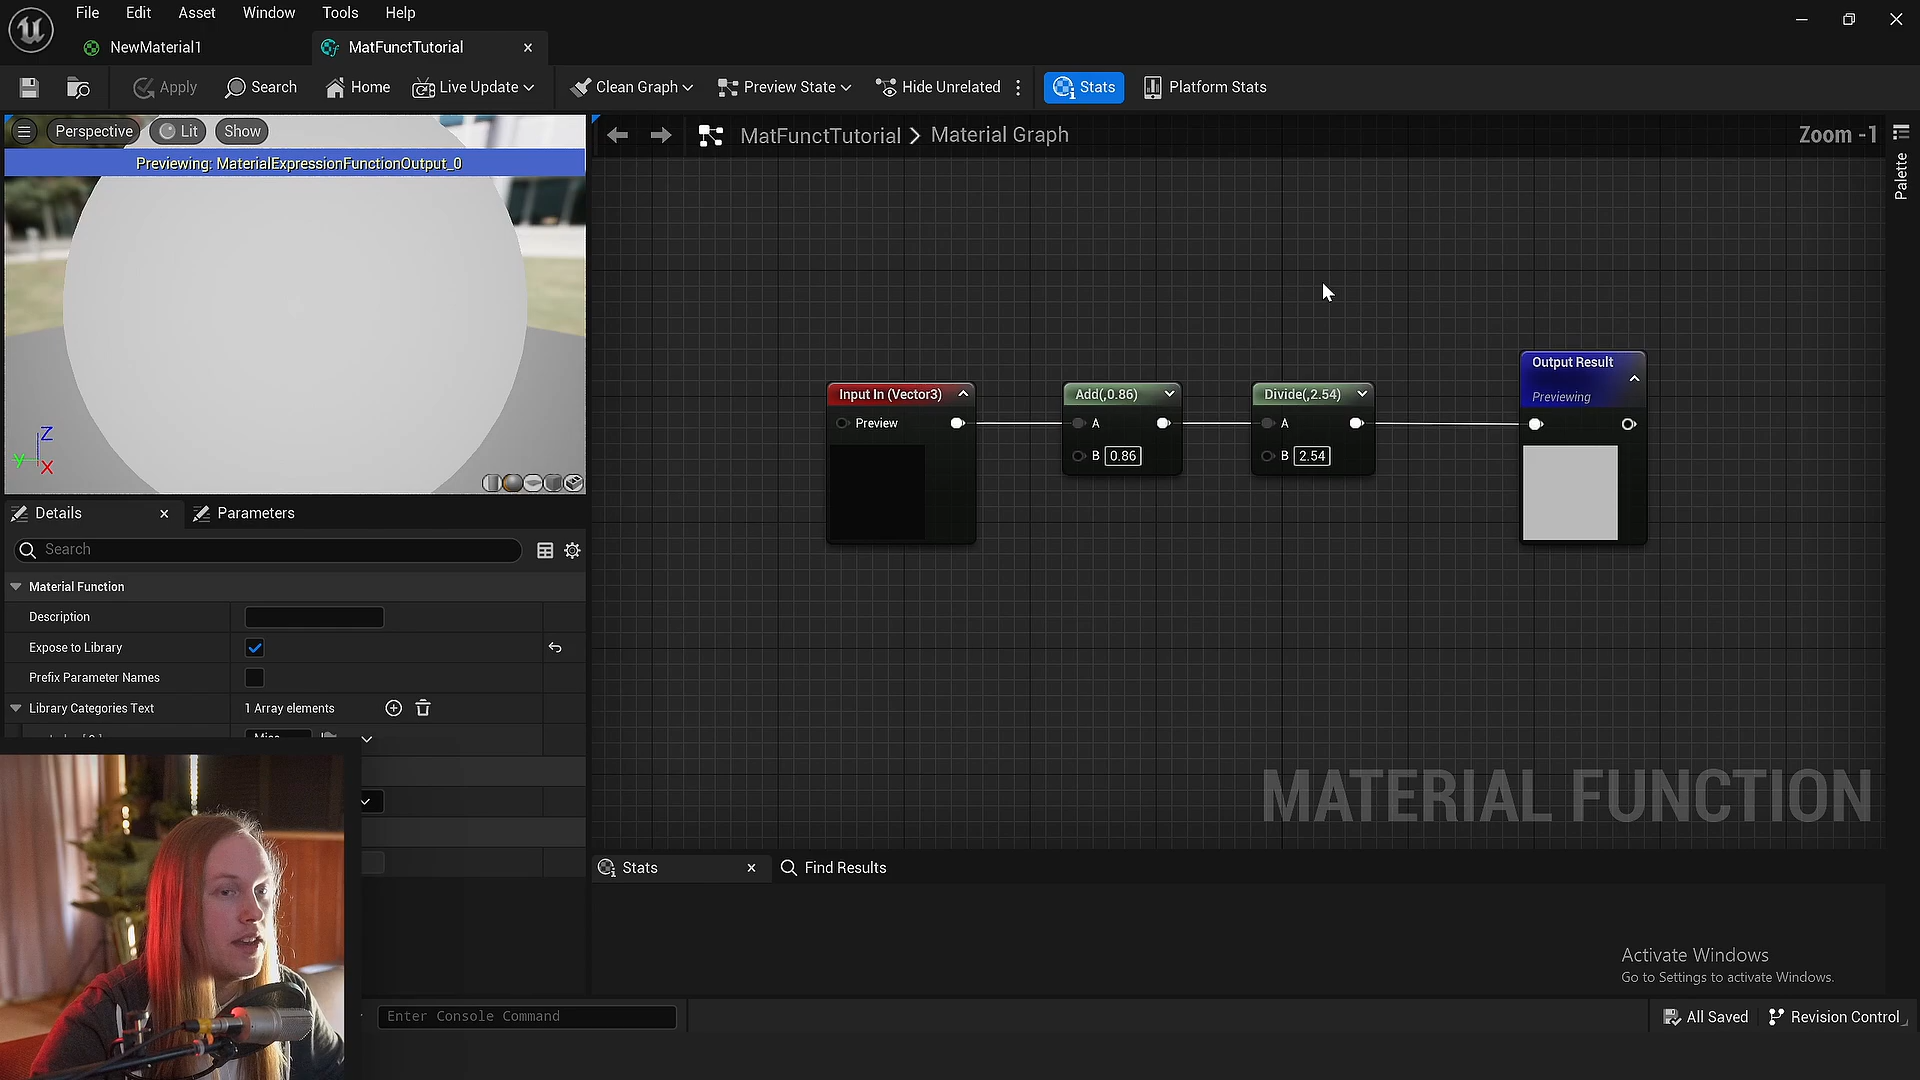 File Edit Asset Window Tools Help
NewMaterial1 MatFunctTutorial
Apply Search Home Live Update Clean Graph Preview State Hide Unrelated Stats Platform Stats
Perspective Lit Show
Previewing: MaterialExpressionFunctionOutput_0
MatFunctTutorial > Material Graph Zoom -1
Palette
Input In (Vector3)
Preview
Add(,0.86)
A
B 0.86
Divide(,2.54)
A
B 2.54
Output Result
Previewing
Z
Y
X
MATERIAL FUNCTION
Details Parameters
Search
Material Function
Description
Expose to Library
Prefix Parameter Names
Library Categories Text 1 Array elements
Stats Find Results
Activate Windows
Go to Settings to activate Windows.
Enter Console Command
All Saved Revision Control